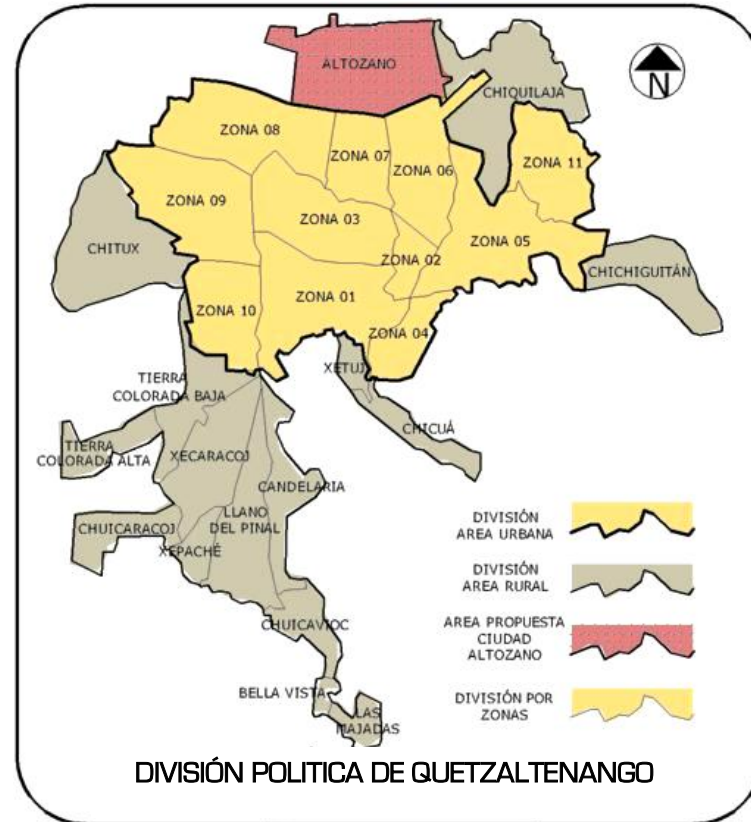 ALTOZANO
N
CHIQUILAJA
ZONA 08
ZONA 07
ZONA 06
ZONA 11
ZONA 09
ZONA 03
ZONA 05
CHITUX
ZONA 02
CHICHIGUITÁN
ZONA 10
ZONA 01
ZONA 04
XETUJ
TIERRA
COLORADA BAJA
CHICUÁ
TIERRA
COLORADA ALTA
XECARACOJ
CANDELARIA
LLANO
DEL PINAL
CHUICARACOJ
XEPACHÉ
CHUICAVIOC
BELLA VISTA
LAS
MAJADAS
DIVISIÓN
AREA URBANA
DIVISIÓN
AREA RURAL
AREA PROPUESTA
CIUDAD
ALTOZANO
DIVISIÓN POR
ZONAS
DIVISIÓN POLITICA DE QUETZALTENANGO